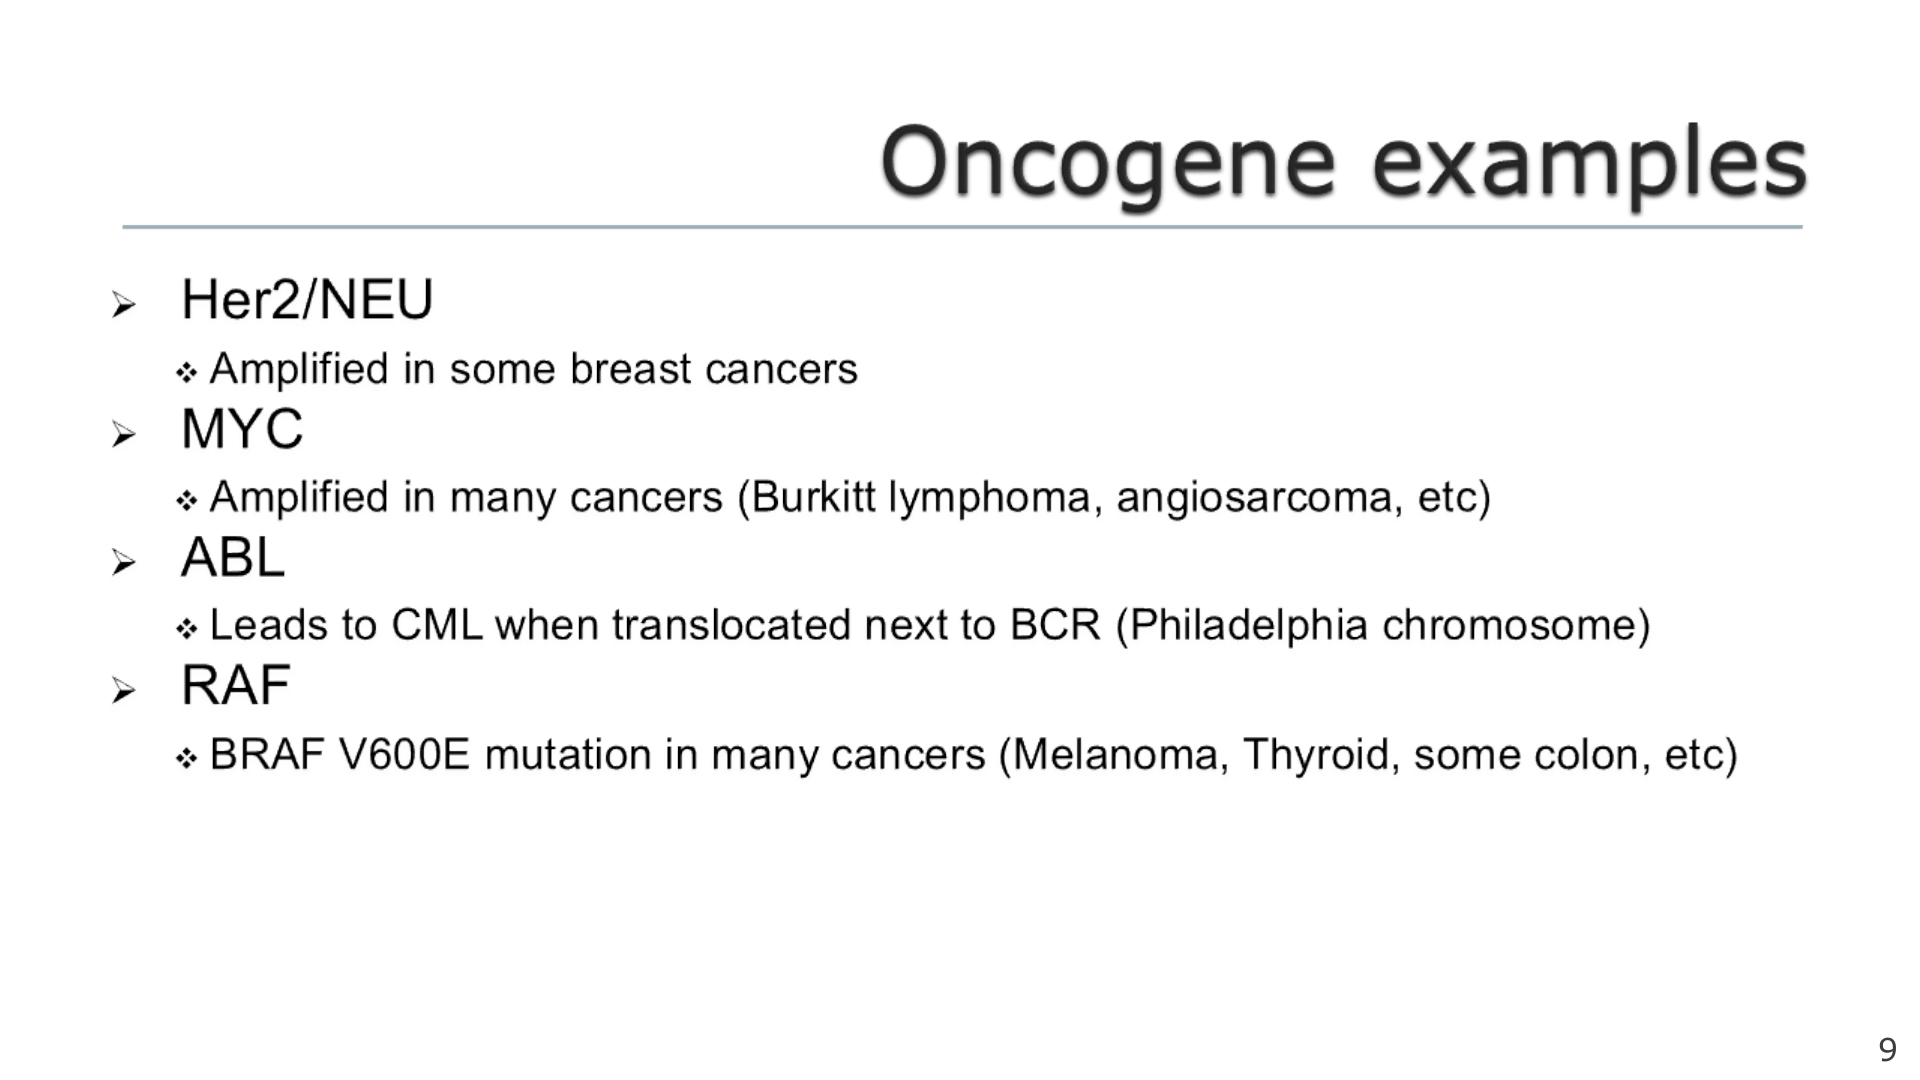 Oncogene examples
➢ Her2/NEU
❖ Amplified in some breast cancers
➢ MYC
❖ Amplified in many cancers (Burkitt lymphoma, angiosarcoma, etc)
➢ ABL
❖ Leads to CML when translocated next to BCR (Philadelphia chromosome)
➢ RAF
❖ BRAF V600E mutation in many cancers (Melanoma, Thyroid, some colon, etc)
9